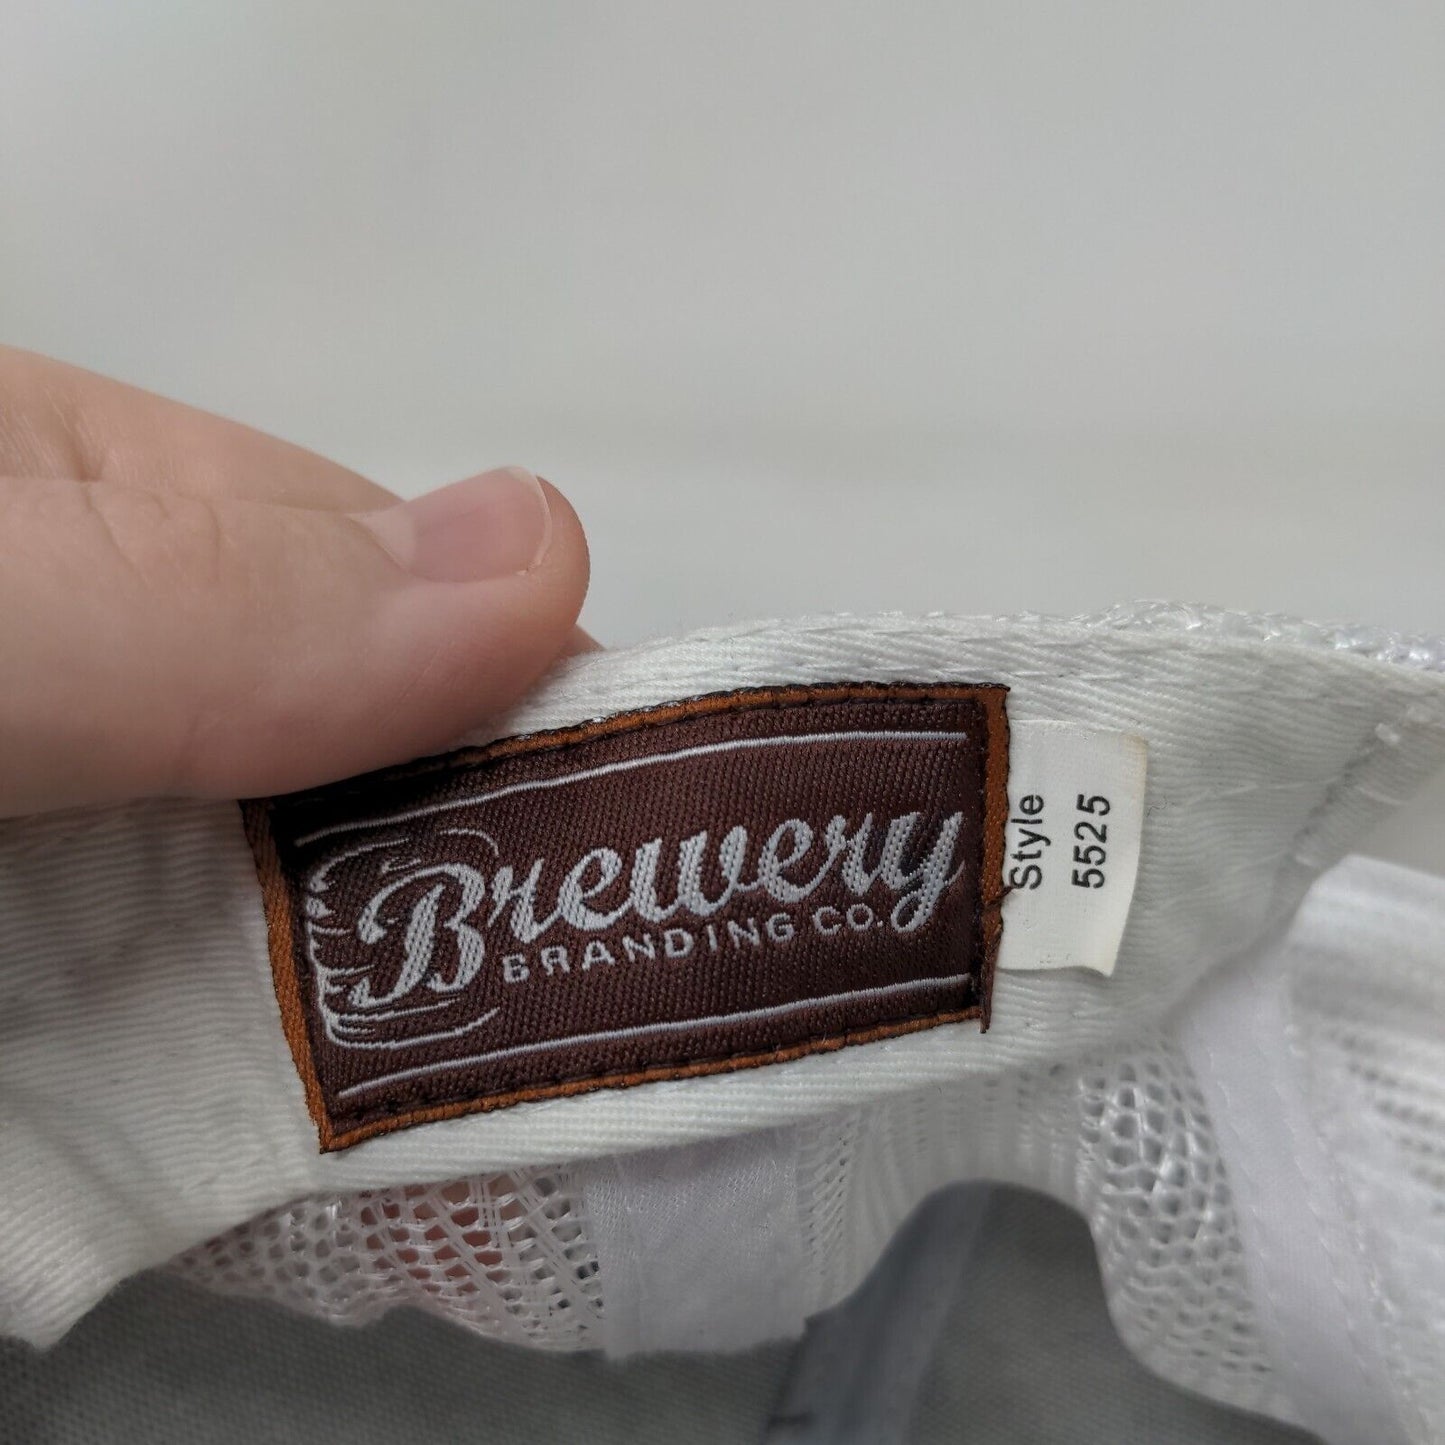 Brewery
BRANDING CO.
Style
5525